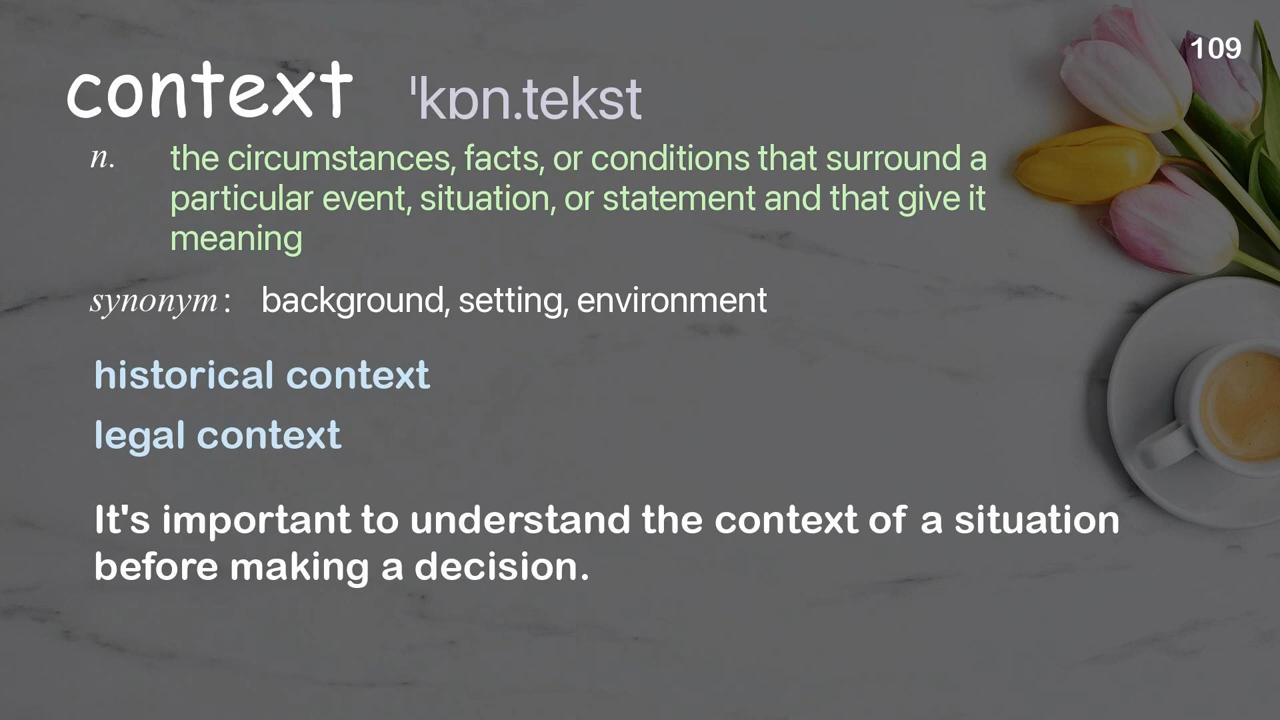 109
context ˈkɒn.tekst
n. the circumstances, facts, or conditions that surround a
particular event, situation, or statement and that give it
meaning
synonym: background, setting, environment
historical context
legal context
It's important to understand the context of a situation
before making a decision.